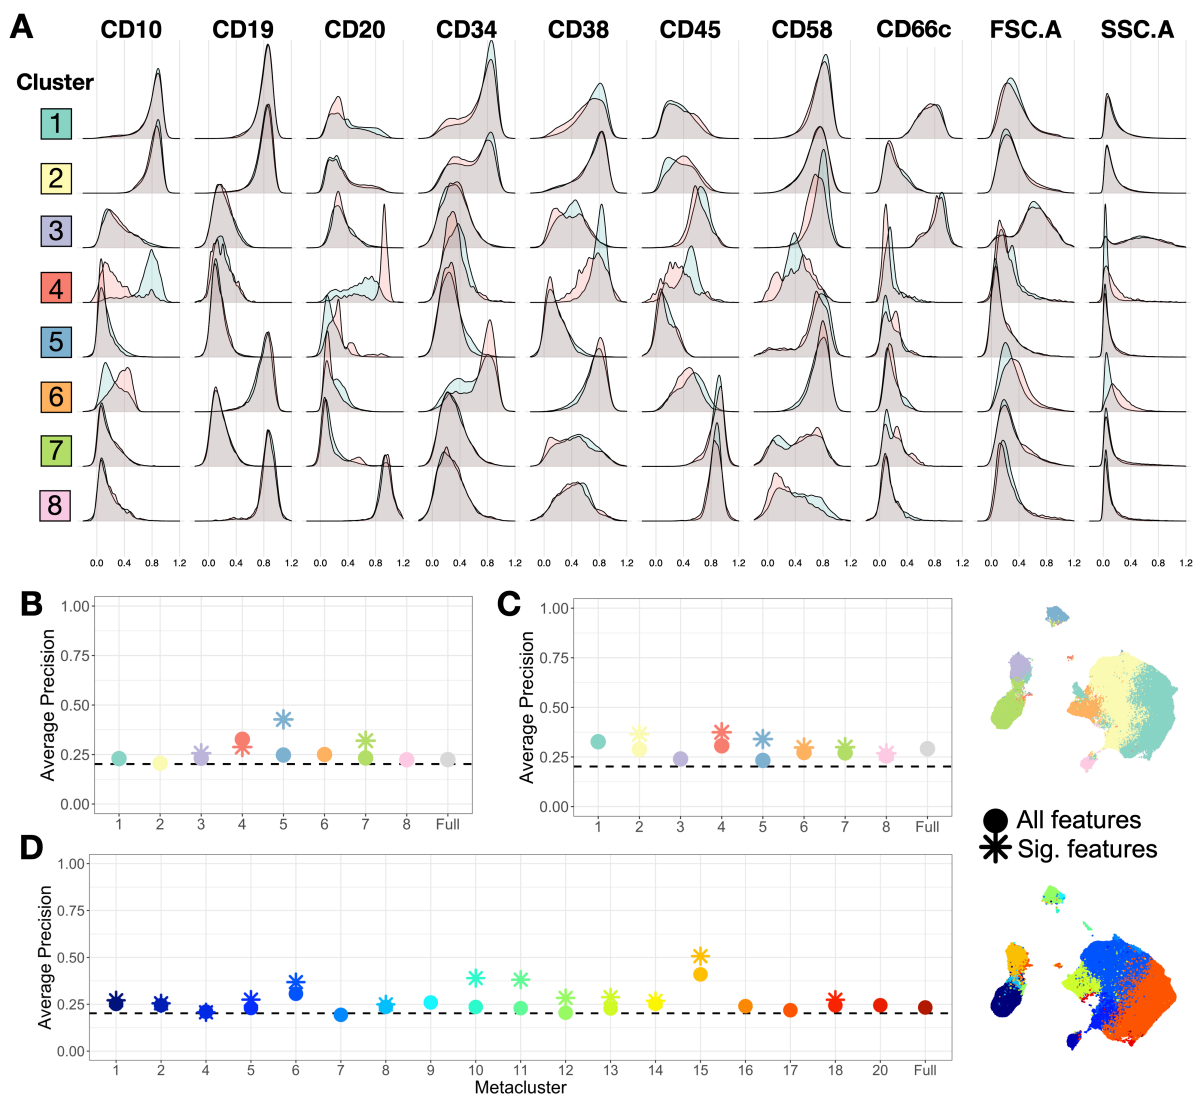 A
CD10 CD19 CD20 CD34 CD38 CD45 CD58 CD66c FSC.A SSC.A
Cluster
1
2
3
4
5
6
7
8
0.0 0.4 0.8 1.2 0.0 0.4 0.8 1.2 0.0 0.4 0.8 1.2 0.0 0.4 0.8 1.2 0.0 0.4 0.8 1.2 0.0 0.4 0.8 1.2 0.0 0.4 0.8 1.2 0.0 0.4 0.8 1.2 0.0 0.4 0.8 1.2 0.0 0.4 0.8 1.2
B
Average Precision
1.00
0.75
0.50
0.25
0.00
1 2 3 4 5 6 7 8 Full
C
Average Precision
1.00
0.75
0.50
0.25
0.00
1 2 3 4 5 6 7 8 Full
All features
Sig. features
D
Average Precision
1.00
0.75
0.50
0.25
0.00
1 2 4 5 6 7 8 9 10 11 12 13 14 15 16 17 18 20 Full
Metacluster